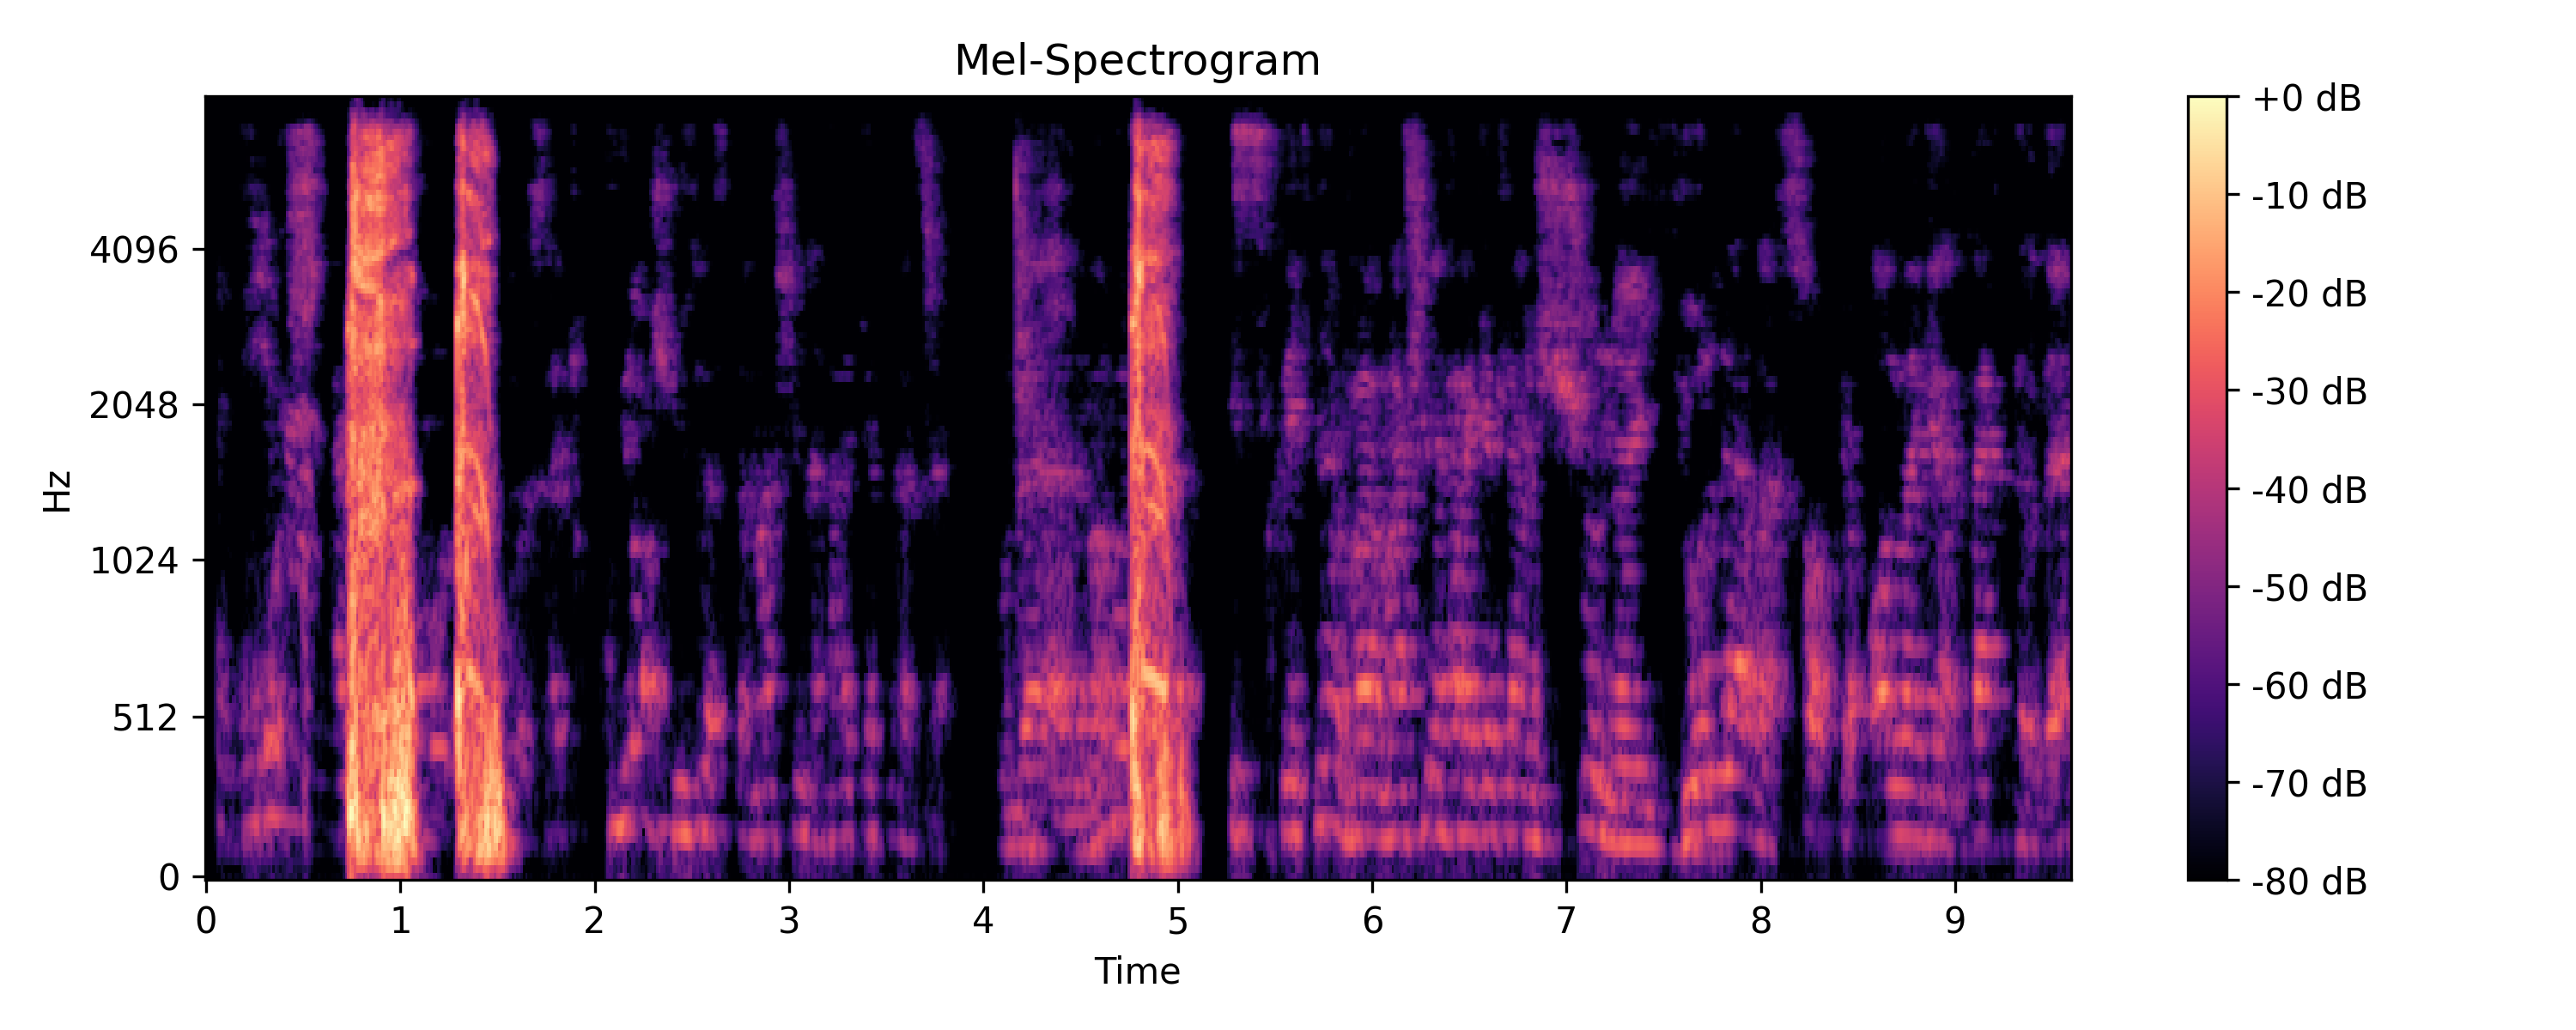 Mel-Spectrogram
+0 dB
-10 dB
-20 dB
-30 dB
-40 dB
-50 dB
-60 dB
-70 dB
-80 dB
4096
2048
1024
512
0
Hz
0 1 2 3 4 5 6 7 8 9
Time